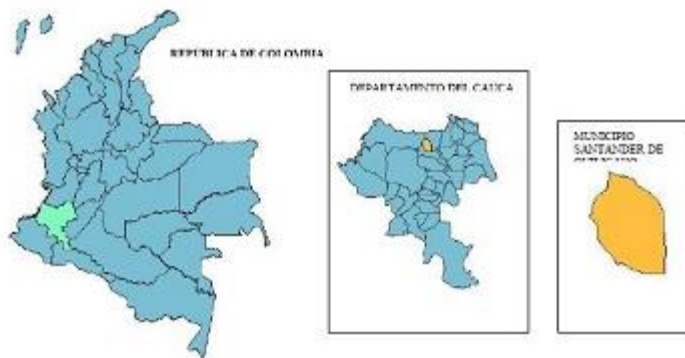 REPUBLICA DE COLOMBIA
DEPARTAMENTO DEL CAUCA
MUNICIPIO
SANTANDER DE